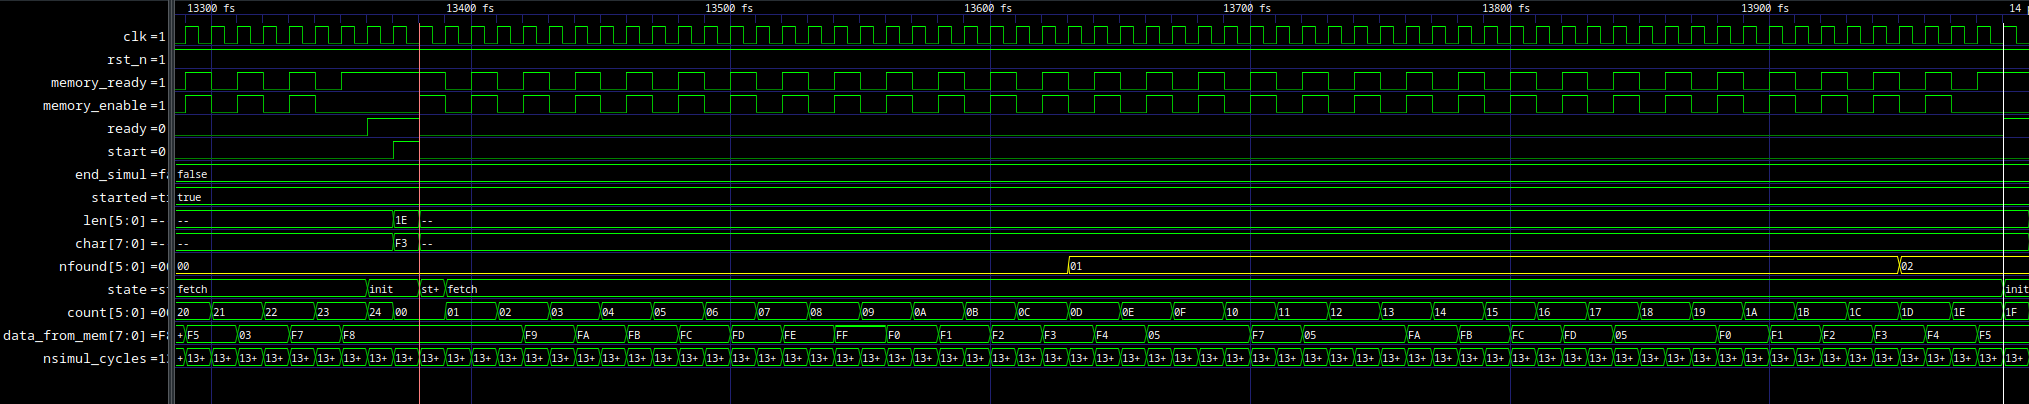 13300 fs 13400 fs 13500 fs 13600 fs 13700 fs 13800 fs 13900 fs 14
clk =1
rst_n =1
memory_ready =1
memory_enable =1
ready =0
start =0
end_simul =f false
started =t true
len[5:0] =- -- 1E --
char[7:0] =- -- F3 --
nfound[5:0] =0 00 01 02
state =s fetch init st+ fetch init
count[5:0] =0 20 21 22 23 24 00 01 02 03 04 05 06 07 08 09 0A 0B 0C 0D 0E 0F 10 11 12 13 14 15 16 17 18 19 1A 1B 1C 1D 1E 1F
data_from_mem[7:0] =F + F5 03 F7 F8 F9 FA FB FC FD FE FF F0 F1 F2 F3 F4 05 F7 05 FA FB FC FD 05 F0 F1 F2 F3 F4 F5
nsimul_cycles =1 + 13+ 13+ 13+ 13+ 13+ 13+ 13+ 13+ 13+ 13+ 13+ 13+ 13+ 13+ 13+ 13+ 13+ 13+ 13+ 13+ 13+ 13+ 13+ 13+ 13+ 13+ 13+ 13+ 13+ 13+ 13+ 13+ 13+ 13+ 13+ 13+ 13+ 13+ 13+ 13+ 13+ 13+ 13+ 13+ 13+ 13+ 13+ 13+ 13+ 13+ 13+ 13+ 13+ 13+ 13+ 13+ 13+ 13+ 13+ 13+ 13+ 13+ 13+ 13+ 13+ 13+ 13+ 13+ 13+ 13+ 13+